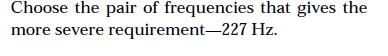 Choose the pair of frequencies that gives the
more severe requirement—227 Hz.